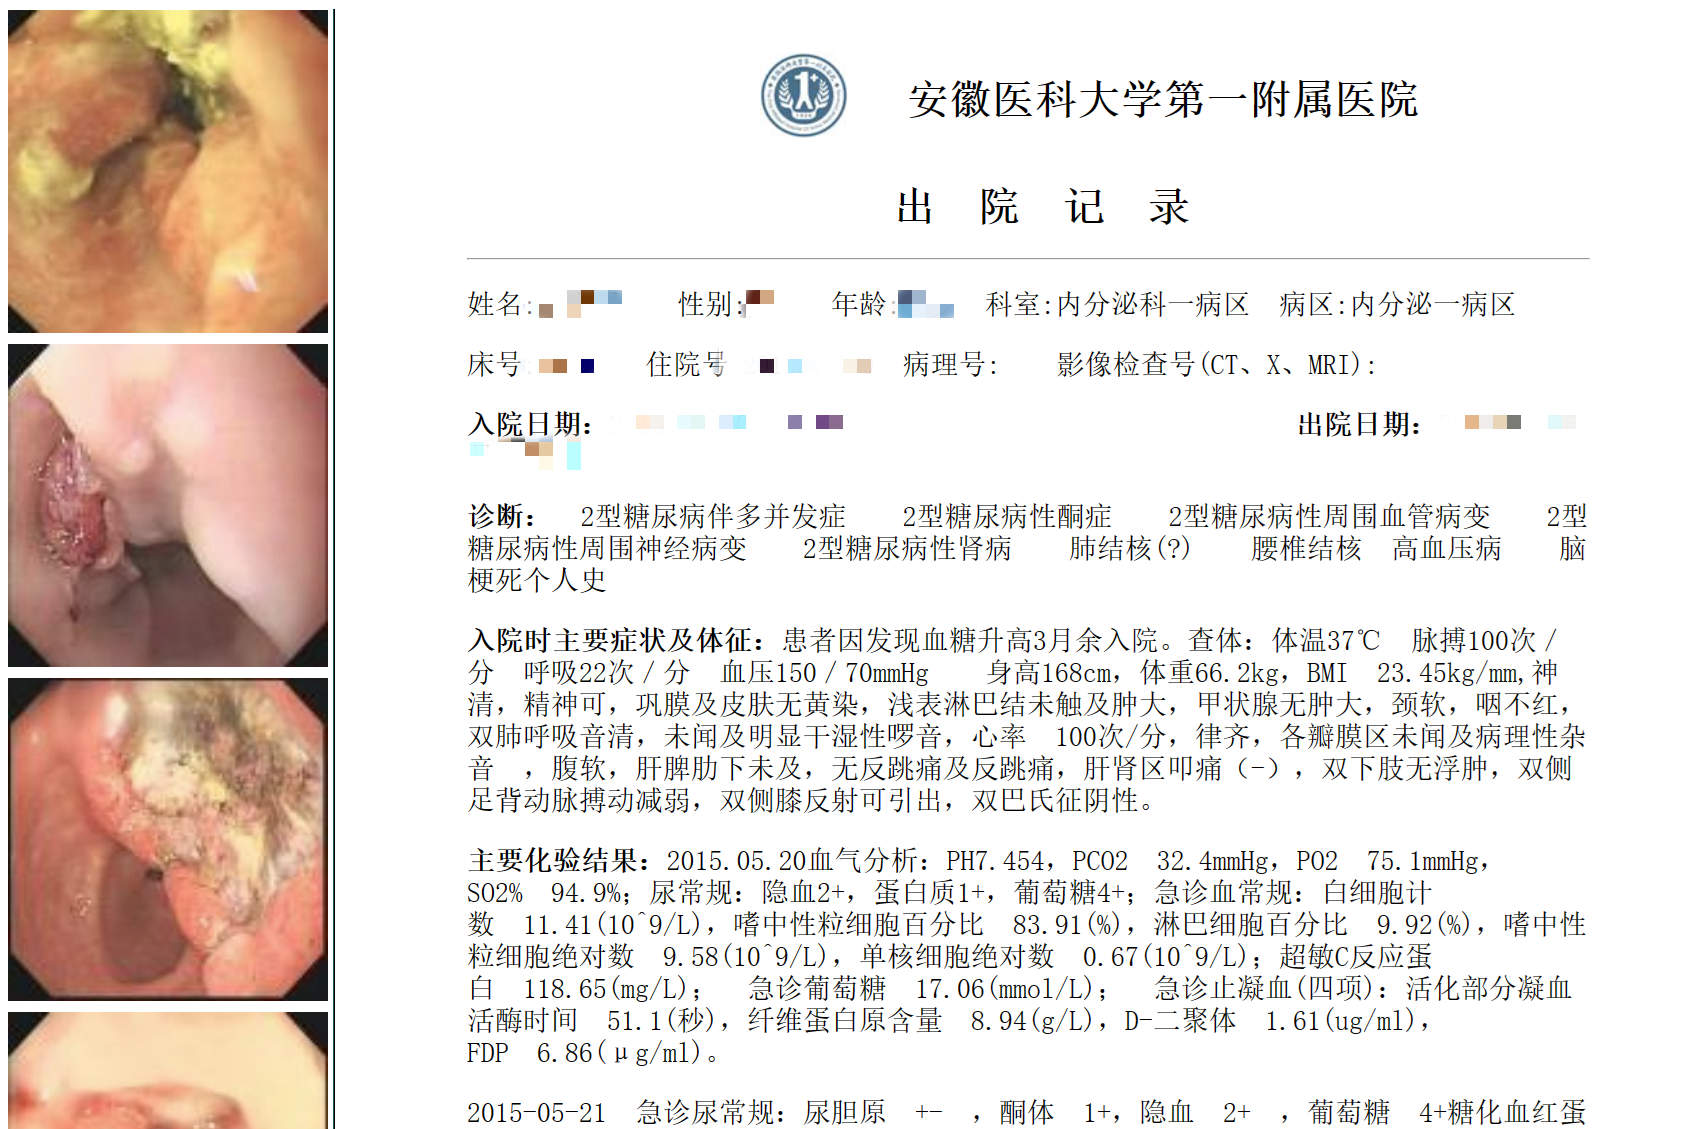 安徽医科大学第一附属医院
出 院 记 录
姓名: 性别: 年龄: 科室:内分泌科一病区 病区:内分泌一病区
床号 住院号 病理号: 影像检查号(CT、X、MRI):
入院日期: 出院日期:
诊断: 2型糖尿病伴多并发症 2型糖尿病性酮症 2型糖尿病性周围血管病变 2型
糖尿病性周围神经病变 2型糖尿病性肾病 肺结核(?) 腰椎结核 高血压病 脑
梗死个人史
入院时主要症状及体征:患者因发现血糖升高3月余入院。查体:体温37℃ 脉搏100次/
分 呼吸22次/分 血压150/70mmHg 身高168cm,体重66.2kg,BMI 23.45kg/mm,神
清,精神可,巩膜及皮肤无黄染,浅表淋巴结未触及肿大,甲状腺无肿大,颈软,咽不红,
双肺呼吸音清,未闻及明显干湿性啰音,心率 100次/分,律齐,各瓣膜区未闻及病理性杂
音 ,腹软,肝脾肋下未及,无反跳痛及反跳痛,肝肾区叩痛(-),双下肢无浮肿,双侧
足背动脉搏动减弱,双侧膝反射可引出,双巴氏征阴性。
主要化验结果:2015.05.20血气分析:PH7.454,PCO2 32.4mmHg,PO2 75.1mmHg,
SO2% 94.9%;尿常规:隐血2+,蛋白质1+,葡萄糖4+;急诊血常规:白细胞计
数 11.41(10^9/L),嗜中性粒细胞百分比 83.91(%),淋巴细胞百分比 9.92(%),嗜中性
粒细胞绝对数 9.58(10^9/L),单核细胞绝对数 0.67(10^9/L);超敏C反应蛋
白 118.65(mg/L); 急诊葡萄糖 17.06(mmol/L); 急诊止凝血(四项):活化部分凝血
活酶时间 51.1(秒),纤维蛋白原含量 8.94(g/L),D-二聚体 1.61(ug/ml),
FDP 6.86(μg/ml)。
2015-05-21 急诊尿常规:尿胆原 +- ,酮体 1+,隐血 2+ ,葡萄糖 4+糖化血红蛋